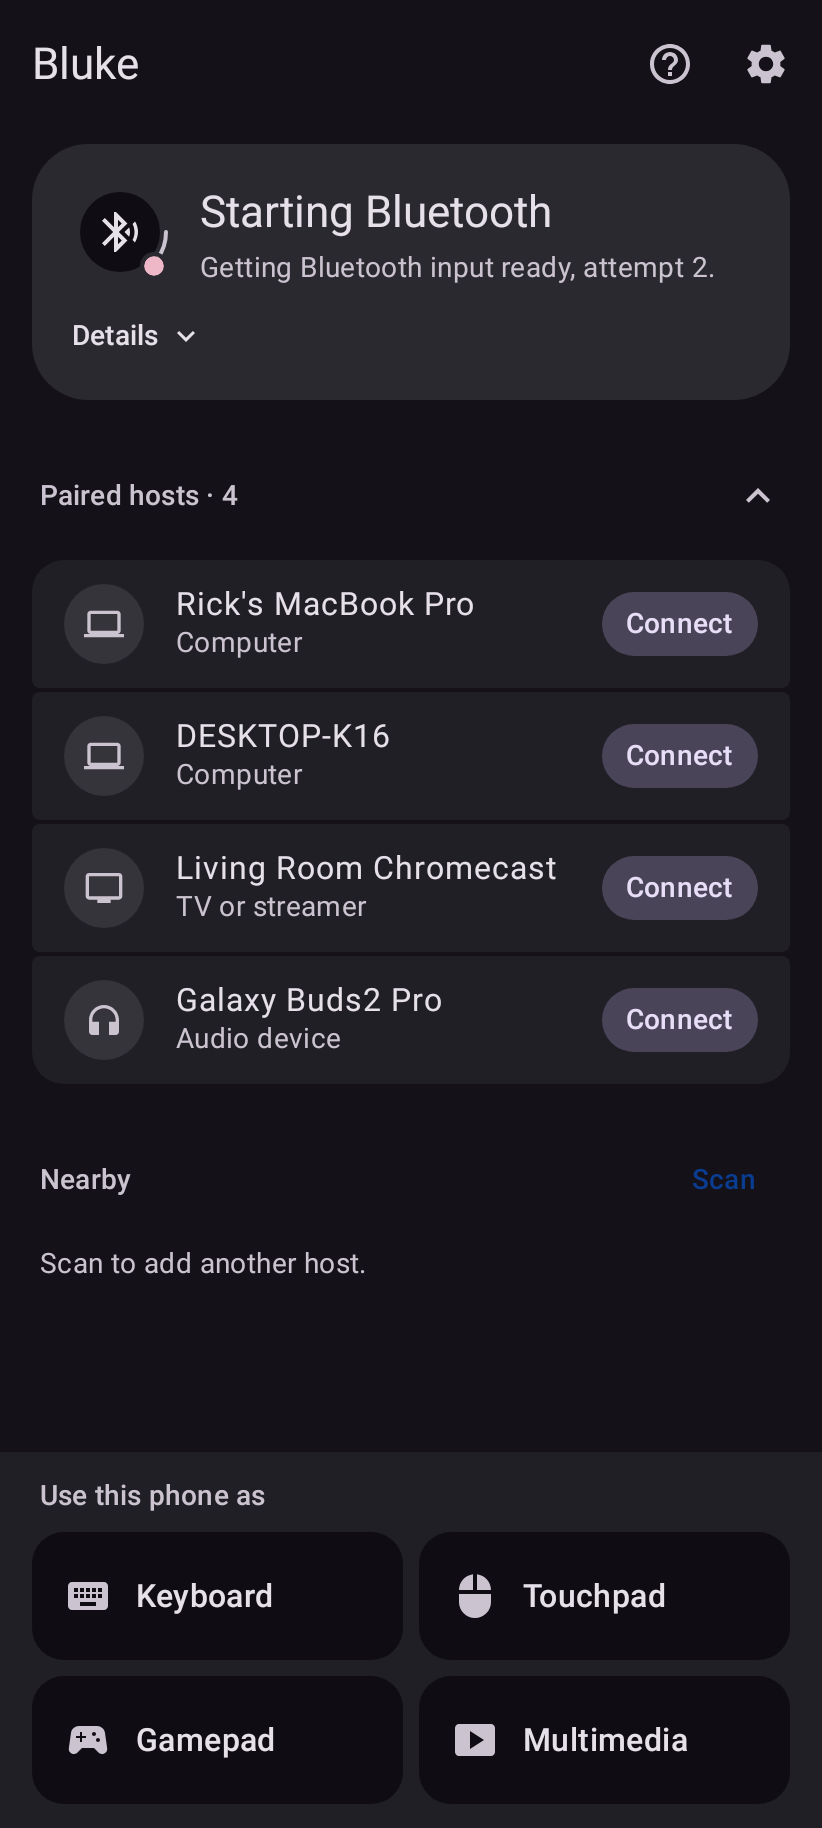 Bluke
Starting Bluetooth
Getting Bluetooth input ready, attempt 2.
Details
Paired hosts · 4
Rick's MacBook Pro
Computer
Connect
DESKTOP-K16
Computer
Connect
Living Room Chromecast
TV or streamer
Connect
Galaxy Buds2 Pro
Audio device
Connect
Nearby
Scan
Scan to add another host.
Use this phone as
Keyboard
Touchpad
Gamepad
Multimedia